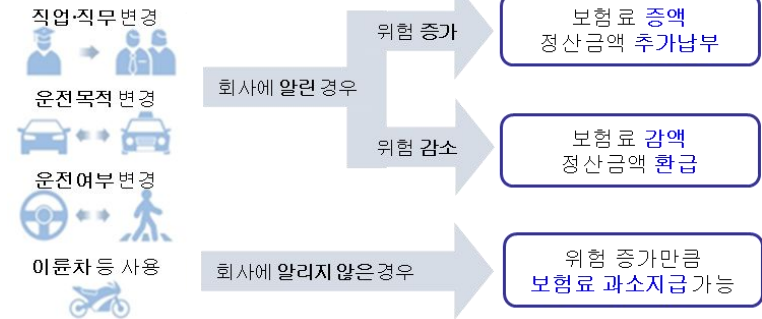 직업·직무 변경
운전목적 변경
운전여부 변경
이륜차 등 사용
회사에 알린 경우
위험 증가
보험료 증액
정산금액 추가납부
위험 감소
보험료 감액
정산금액 환급
회사에 알리지 않은 경우
위험 증가만큼
보험료 과소지급 가능